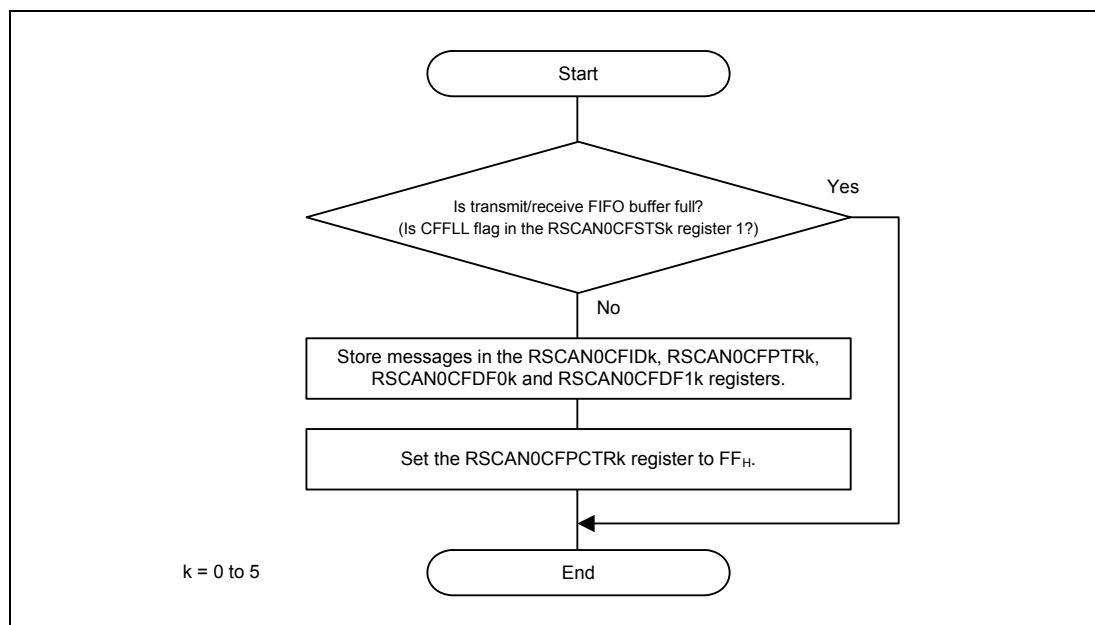 Start
Yes
Is transmit/receive FIFO buffer full?
(Is CFFLL flag in the RSCAN0CFSTSk register 1?)
No
Store messages in the RSCAN0CFIDk, RSCAN0CFPTRk,
RSCAN0CFDF0k and RSCAN0CFDF1k registers.
Set the RSCAN0CFPCTRk register to FFH.
k = 0 to 5
End